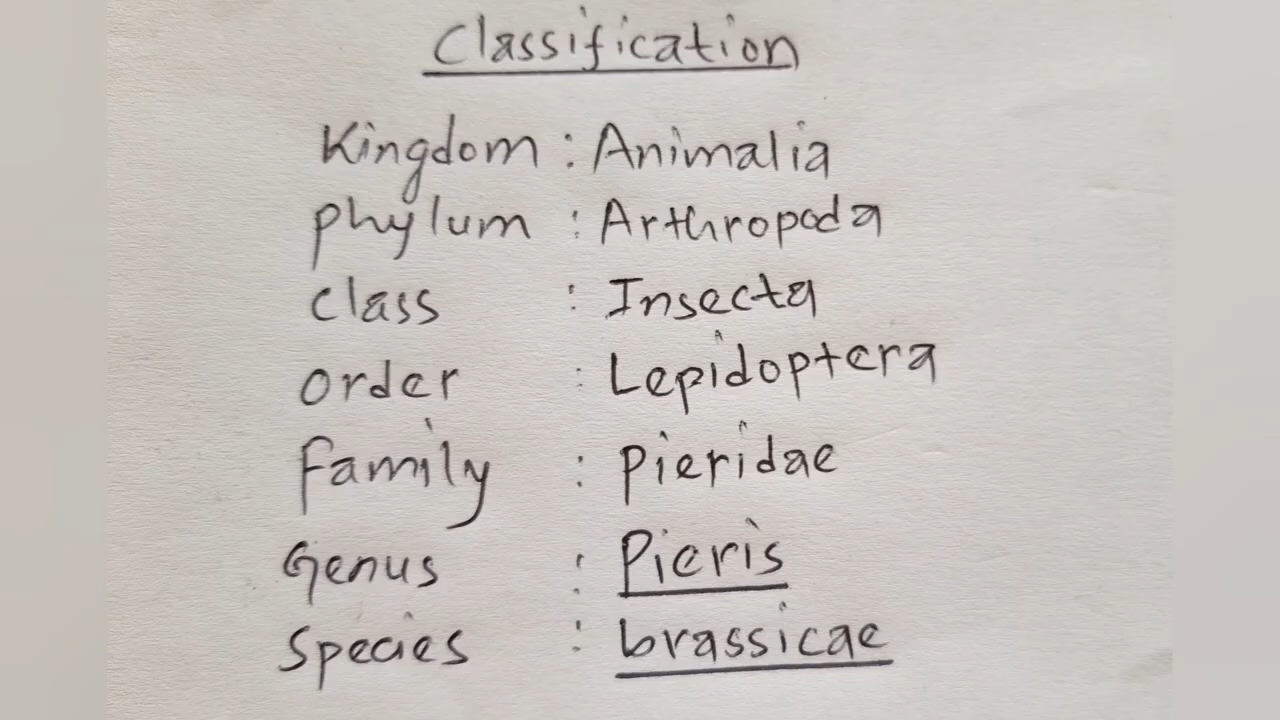 Classification
Kingdom : Animalia
Phylum : Arthropoda
Class : Insecta
Order : Lepidoptera
Family : Pieridae
Genus : Pieris
Species : brassicae